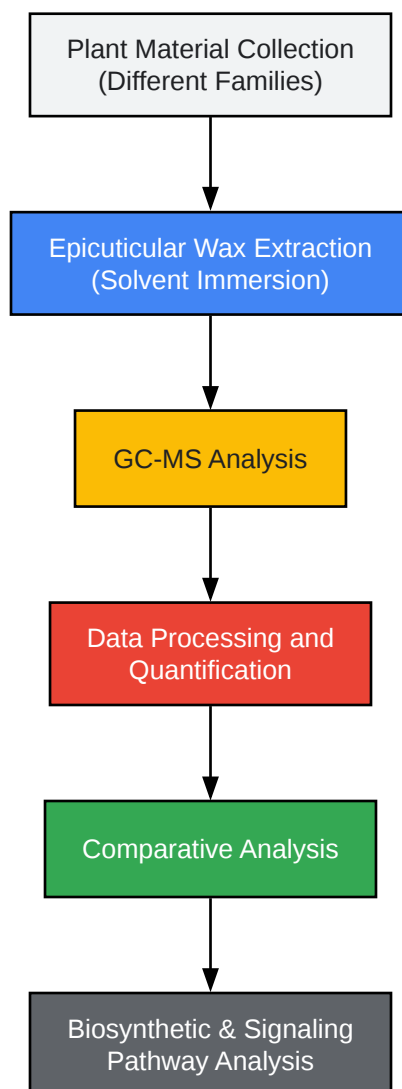 Plant Material Collection
(Different Families)
Epicuticular Wax Extraction
(Solvent Immersion)
GC-MS Analysis
Data Processing and
Quantification
Comparative Analysis
Biosynthetic & Signaling
Pathway Analysis